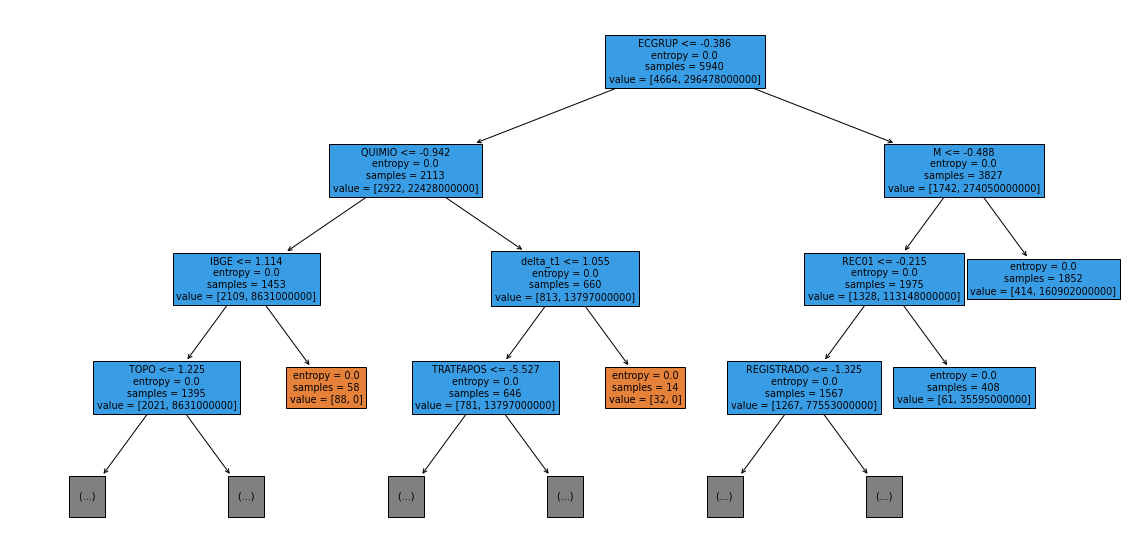 ECGRUP <= -0.386
entropy = 0.0
samples = 5940
value = [4664, 296478000000]
QUIMIO <= -0.942
entropy = 0.0
samples = 2113
value = [2922, 22428000000]
M <= -0.488
entropy = 0.0
samples = 3827
value = [1742, 274050000000]
IBGE <= 1.114
entropy = 0.0
samples = 1453
value = [2109, 8631000000]
delta_t1 <= 1.055
entropy = 0.0
samples = 660
value = [813, 13797000000]
REC01 <= -0.215
entropy = 0.0
samples = 1975
value = [1328, 113148000000]
entropy = 0.0
samples = 1852
value = [414, 160902000000]
TOPO <= 1.225
entropy = 0.0
samples = 1395
value = [2021, 8631000000]
entropy = 0.0
samples = 58
value = [88, 0]
TRATFAPOS <= -5.527
entropy = 0.0
samples = 646
value = [781, 13797000000]
entropy = 0.0
samples = 14
value = [32, 0]
REGISTRADO <= -1.325
entropy = 0.0
samples = 1567
value = [1267, 77553000000]
entropy = 0.0
samples = 408
value = [61, 35595000000]
(...)
(...)
(...)
(...)
(...)
(...)